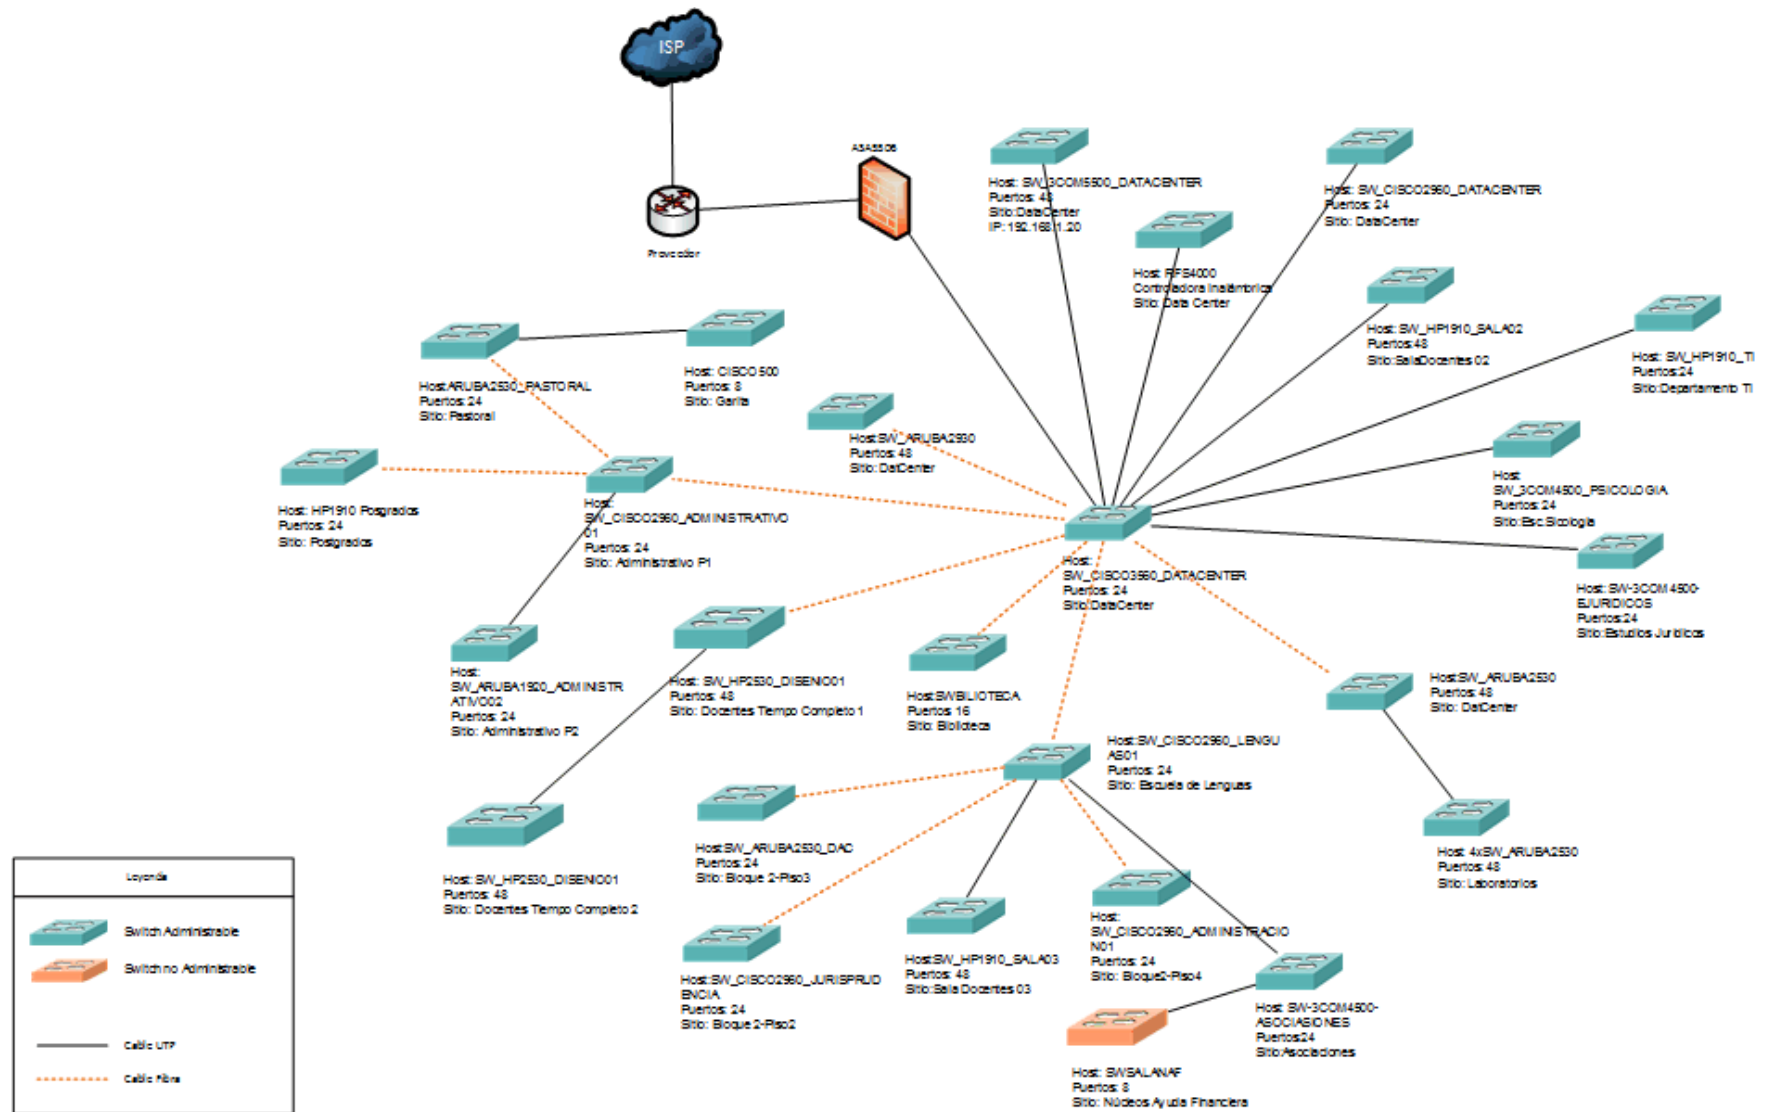 ISP
ASA5506
Proveedor
Host: SW_3COM5500_DATACENTER
Puertos: 48
Sitio:DataCenter
IP: 192.168.1.20
Host: SW_CISCO2960_DATACENTER
Puertos: 24
Sitio: DataCenter
Host: RFS4000
Controladora Inalámbrica
Sitio: Data Center
Host: SW_HP1910_SALA02
Puertos:48
Sitio:SalaDocentes 02
Host: SW_HP1910_TI
Puertos:24
Sitio:Departamento TI
Host:ARUBA2530_PASTORAL
Puertos: 24
Sitio: Pastoral
Host: CISCO500
Puertos: 8
Sitio: Garita
Host:SW_ARUBA2930
Puertos: 48
Sitio: DatCenter
Host:
SW_3COM4500_PSICOLOGIA
Puertos: 24
Sitio:Esc.Sicologia
Host: HP1910 Posgrados
Puertos: 24
Sitio: Postgrados
Host:
SW_CISCO2960_ADMINISTRATIVO
01
Puertos: 24
Sitio: Administrativo P1
Host:
SW_CISCO3560_DATACENTER
Puertos: 24
Sitio:DataCenter
Host: SW-3COM4500-
EJURIDICOS
Puertos:24
Sitio:Estudios Juridicos
Host:
SW_ARUBA1920_ADMINISTR
ATIVO02
Puertos: 24
Sitio: Administrativo P2
Host: SW_HP2530_DISENIO01
Puertos: 48
Sitio: Docentes Tiempo Completo 1
Host:SWBILIOTECA
Puertos: 16
Sitio: Biblioteca
Host:SW_ARUBA2530
Puertos: 48
Sitio: DatCenter
Host:SW_CISCO2960_LENGU
AS01
Puertos: 24
Sitio: Escuela de Lenguas
Host: SW_HP2530_DISENIO01
Puertos: 48
Sitio: Docentes Tiempo Completo 2
Host:SW_ARUBA2530_DAC
Puertos: 24
Sitio: Bloque 2-Piso3
Host: 4xSW_ARUBA2530
Puertos: 48
Sitio: Laboratorios
Host:SW_CISCO2960_JURISPRUD
ENCIA
Puertos: 24
Sitio: Bloque 2-Piso2
Host:SW_HP1910_SALA03
Puertos: 48
Sitio:Sala Docentes 03
Host:
SW_CISCO2960_ADMINISTRACIO
N01
Puertos: 24
Sitio: Bloque2-Piso4
Host: SW-3COM4500-
ASOCIASIONES
Puertos:24
Sitio:Asociaciones
Host: SWSALANAF
Puertos: 8
Sitio: Núcleos Ayuda Financiera
Leyenda
Switch Administrable
Switch no Administrable
Cable UTP
Cable Fibra